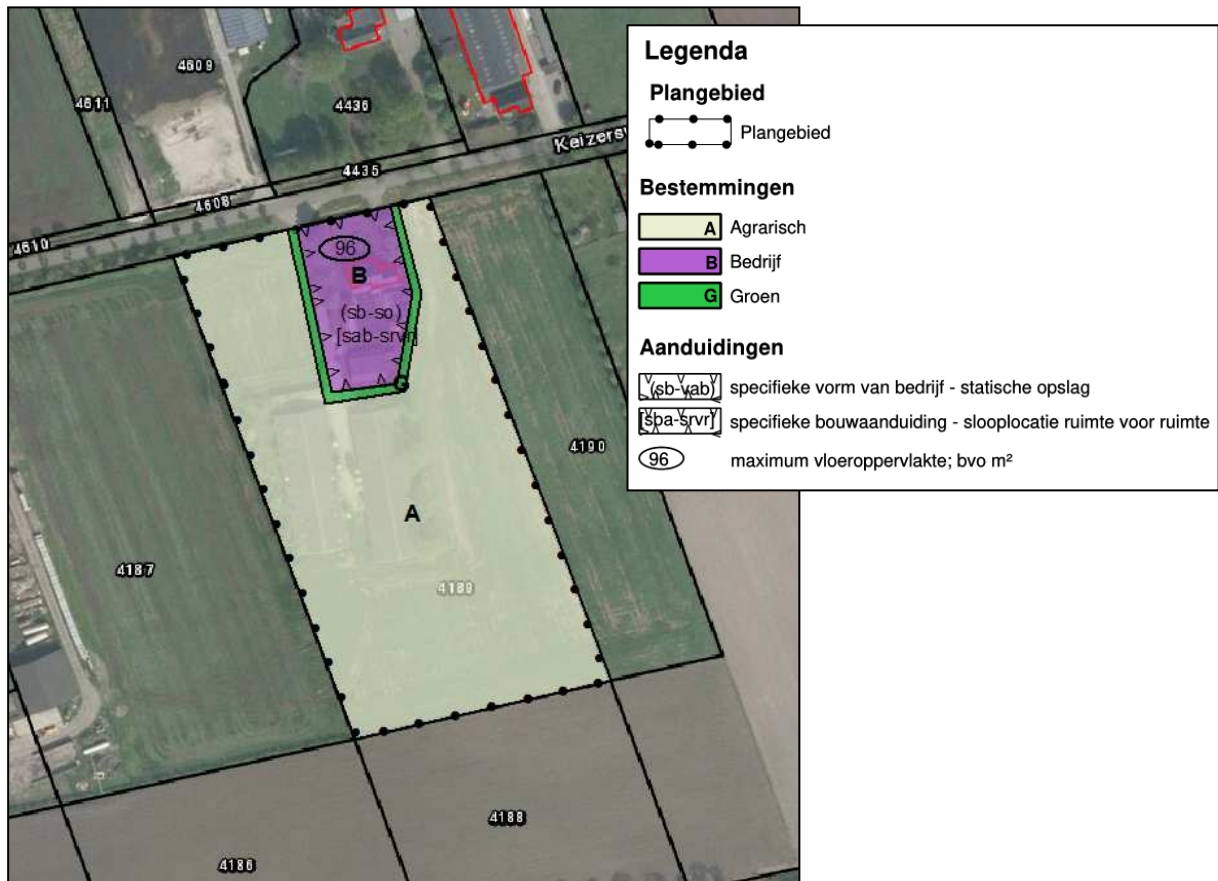 4609
4611
4436
Keizersv
4435
4608
4610
96
B
(sb-so)
[sab-srvr]
G
4190
A
4187
4189
4188
4186
Legenda
Plangebied
Plangebied
Bestemmingen
A Agrarisch
B Bedrijf
G Groen
Aanduidingen
(sb-vab) specifieke vorm van bedrijf - statische opslag
[sba-srvr] specifieke bouwaanduiding - slooplocatie ruimte voor ruimte
96 maximum vloeroppervlakte; bvo m²